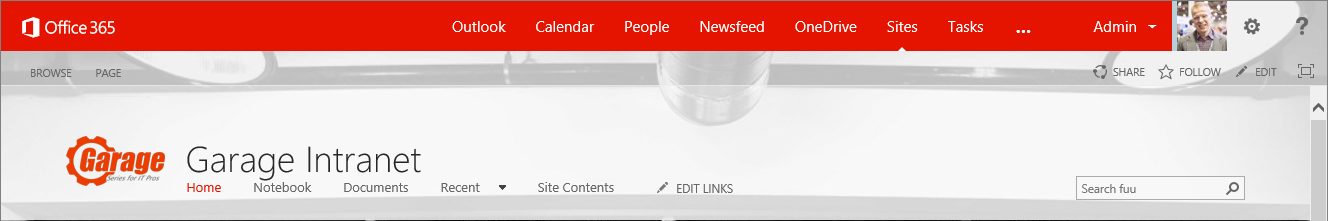 Office 365 Outlook Calendar People Newsfeed OneDrive Sites Tasks ... Admin ?
BROWSE PAGE SHARE FOLLOW EDIT
Garage
Series for IT Pros
Garage Intranet
Home Notebook Documents Recent Site Contents EDIT LINKS Search fuu